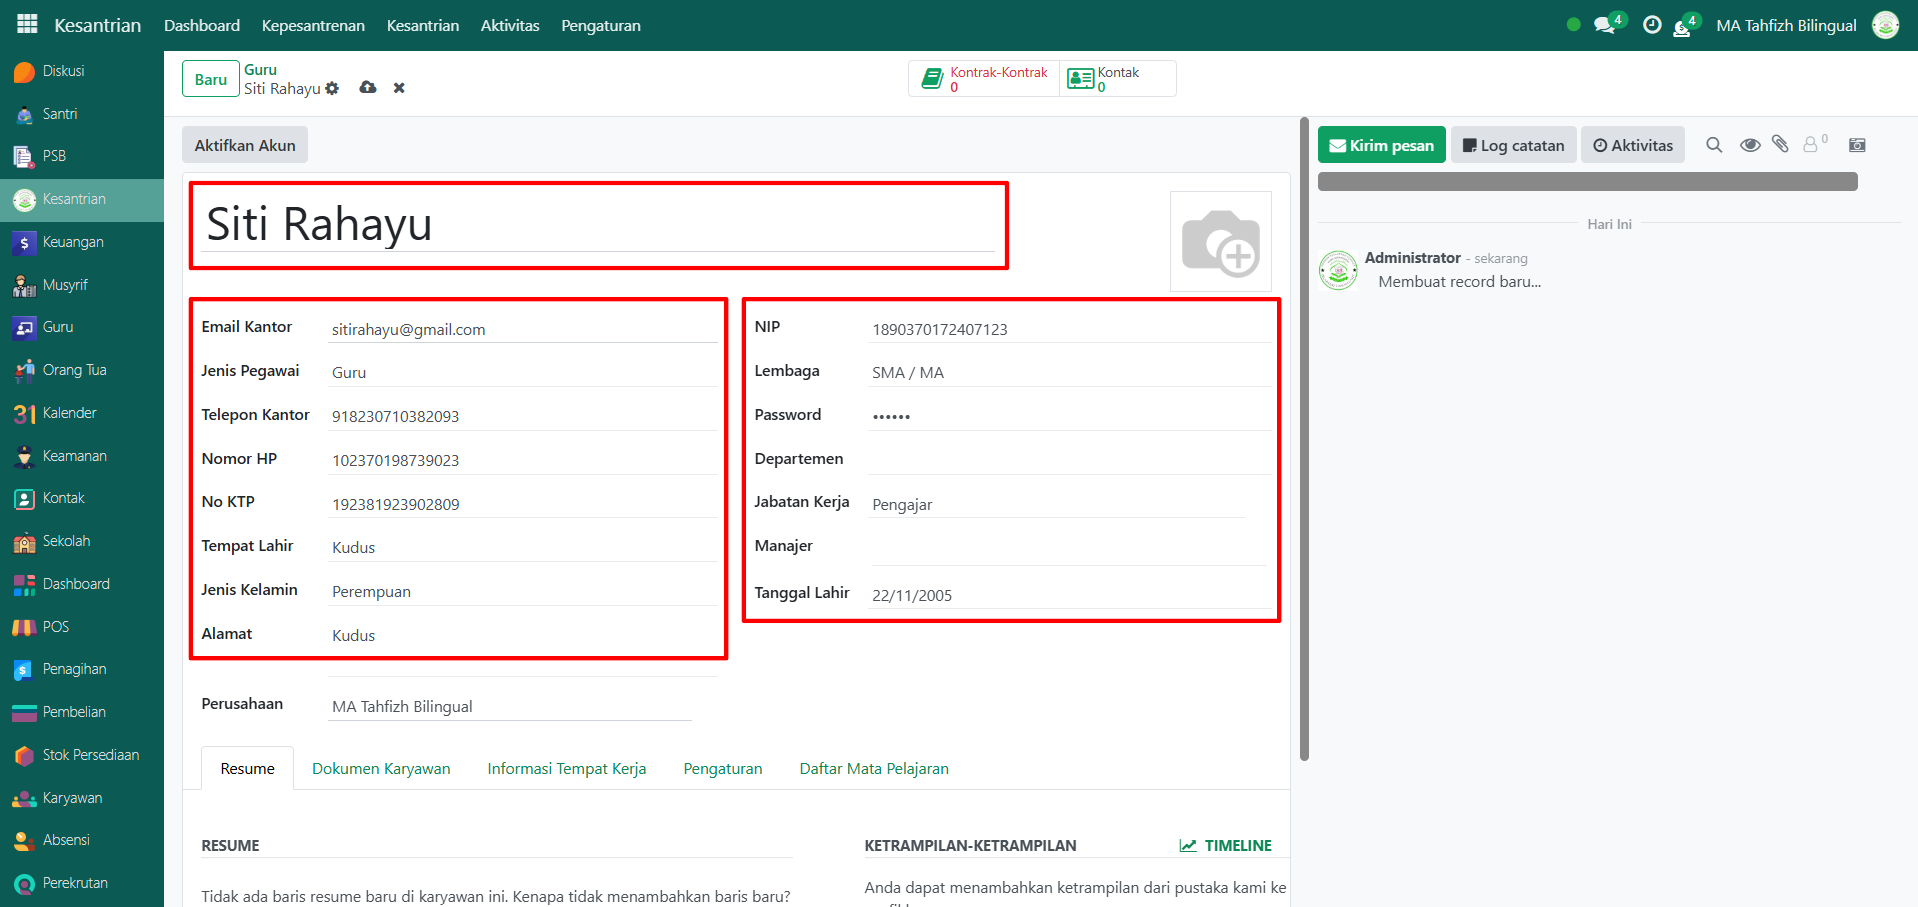 Kesantrian Dashboard Kepesantrenan Kesantrian Aktivitas Pengaturan 4 4 MA Tahfizh Bilingual
Diskusi
Santri
PSB
Kesantrian
Keuangan
Musyrif
Guru
Orang Tua
31 Kalender
Keamanan
Kontak
Sekolah
Dashboard
POS
Penagihan
Pembelian
Stok Persediaan
Karyawan
Absensi
Perekrutan
Baru
Guru
Siti Rahayu
Kontrak-Kontrak
0
Kontak
0
Aktifkan Akun
Siti Rahayu
Email Kantor sitirahayu@gmail.com
Jenis Pegawai Guru
Telepon Kantor 918230710382093
Nomor HP 102370198739023
No KTP 192381923902809
Tempat Lahir Kudus
Jenis Kelamin Perempuan
Alamat Kudus
Perusahaan MA Tahfizh Bilingual
NIP 1890370172407123
Lembaga SMA / MA
Password ••••••
Departemen
Jabatan Kerja Pengajar
Manajer
Tanggal Lahir 22/11/2005
Resume Dokumen Karyawan Informasi Tempat Kerja Pengaturan Daftar Mata Pelajaran
RESUME
Tidak ada baris resume baru di karyawan ini. Kenapa tidak menambahkan baris baru?
KETRAMPILAN-KETRAMPILAN TIMELINE
Anda dapat menambahkan ketrampilan dari pustaka kami ke
Kirim pesan Log catatan Aktivitas 0
Hari Ini
Administrator - sekarang
Membuat record baru...